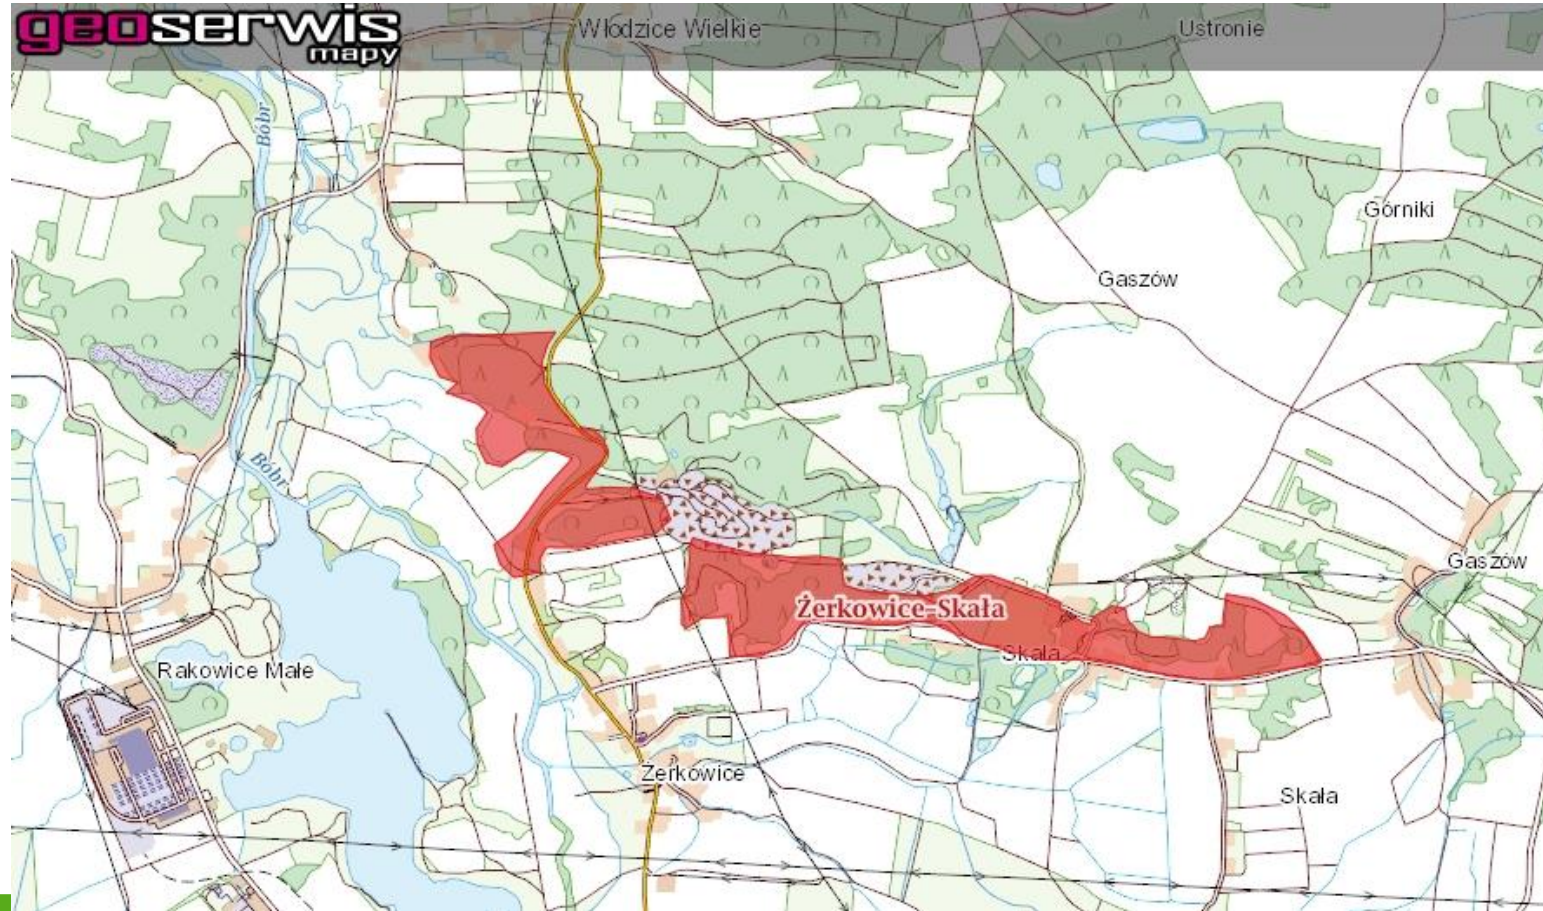 geoserwis
mapy
Włodzice Wielkie
Ustronie
Bóbr
Górniki
Gaszów
Bóbr
Gaszów
Żerkowice-Skała
Skała
Rakowice Małe
Żerkowice
Skała